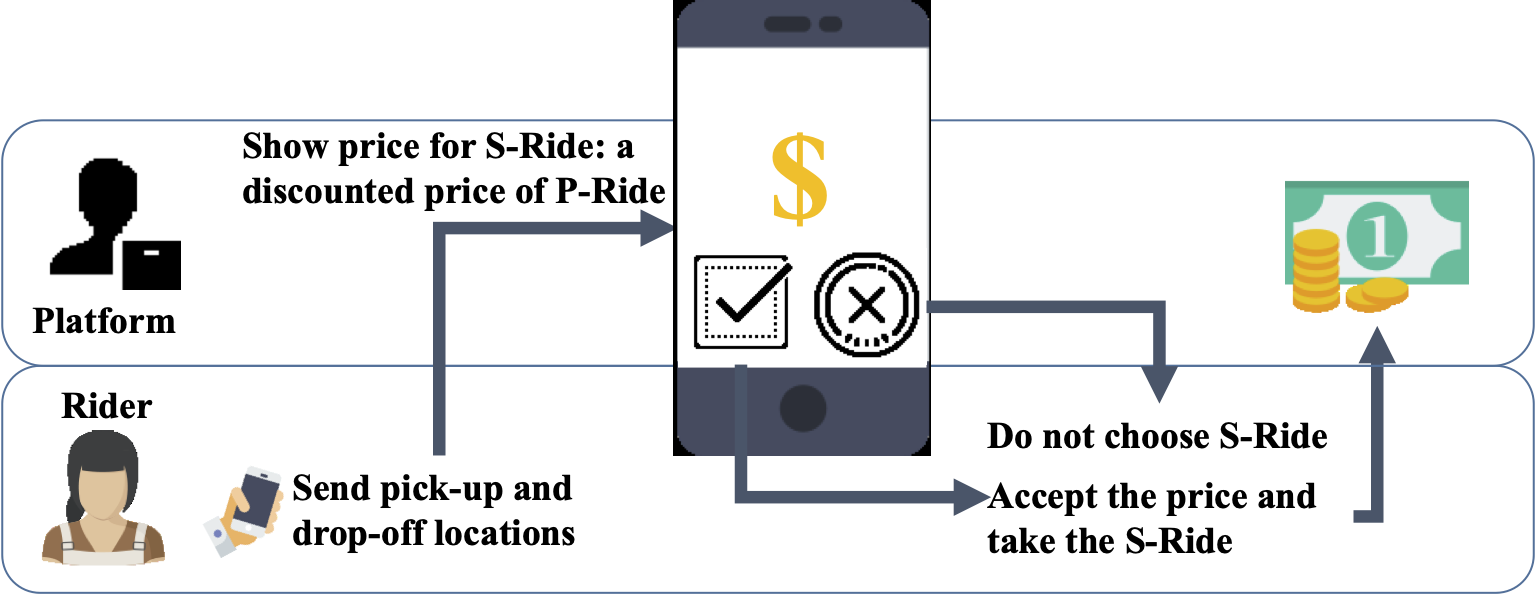 Show price for S-Ride: a
discounted price of P-Ride
$
1
Platform
Rider
Send pick-up and
drop-off locations
Do not choose S-Ride
Accept the price and
take the S-Ride